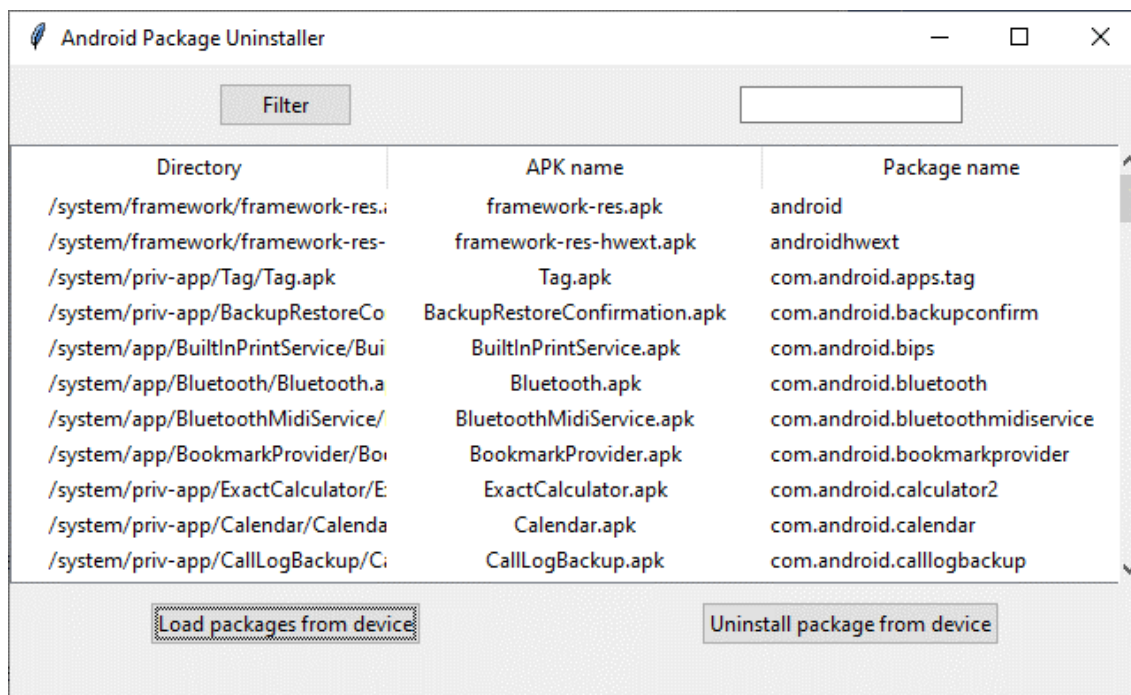 Android Package Uninstaller
Filter
Directory APK name Package name
/system/framework/framework-res.a framework-res.apk android
/system/framework/framework-res- framework-res-hwext.apk androidhwext
/system/priv-app/Tag/Tag.apk Tag.apk com.android.apps.tag
/system/priv-app/BackupRestoreCo BackupRestoreConfirmation.apk com.android.backupconfirm
/system/app/BuiltInPrintService/Bui BuiltInPrintService.apk com.android.bips
/system/app/Bluetooth/Bluetooth.a Bluetooth.apk com.android.bluetooth
/system/app/BluetoothMidiService/ BluetoothMidiService.apk com.android.bluetoothmidiservice
/system/app/BookmarkProvider/Boo BookmarkProvider.apk com.android.bookmarkprovider
/system/priv-app/ExactCalculator/E ExactCalculator.apk com.android.calculator2
/system/priv-app/Calendar/Calenda Calendar.apk com.android.calendar
/system/priv-app/CallLogBackup/Ca CallLogBackup.apk com.android.calllogbackup
Load packages from device Uninstall package from device